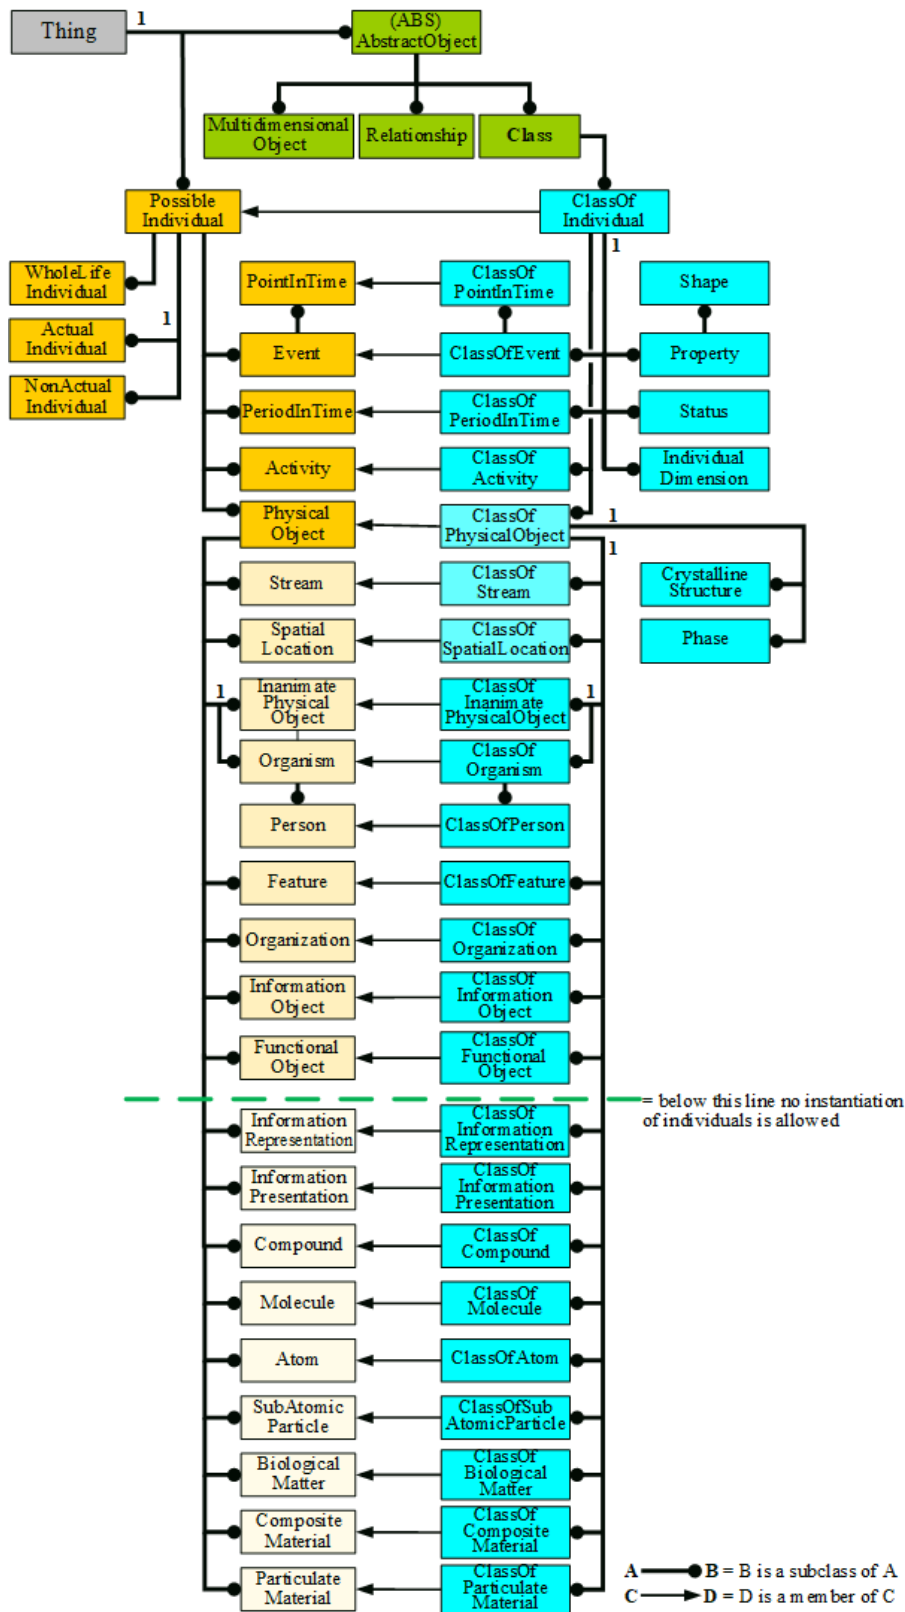 Thing
1
(ABS)
AbstractObject
Multidimensional
Object
Relationship
Class
Possible
Individual
ClassOf
Individual
1
WholeLife
Individual
PointInTime
ClassOf
PointInTime
Shape
1
Actual
Individual
Event
ClassOfEvent
Property
NonActual
Individual
PeriodInTime
ClassOf
PeriodInTime
Status
Activity
ClassOf
Activity
Individual
Dimension
Physical
Object
ClassOf
PhysicalObject
1
1
Stream
ClassOf
Stream
Crystalline
Structure
Spatial
Location
ClassOf
SpatialLocation
Phase
1
Inanimate
Physical
Object
ClassOf
Inanimate
PhysicalObject
1
Organism
ClassOf
Organism
Person
ClassOfPerson
Feature
ClassOfFeature
Organization
ClassOf
Organization
Information
Object
ClassOf
Information
Object
Functional
Object
ClassOf
Functional
Object
= below this line no instantiation
of individuals is allowed
Information
Representation
ClassOf
Information
Representation
Information
Presentation
ClassOf
Information
Presentation
Compound
ClassOf
Compound
Molecule
ClassOf
Molecule
Atom
ClassOfAtom
SubAtomic
Particle
ClassOfSub
AtomicParticle
Biological
Matter
ClassOf
Biological
Matter
Composite
Material
ClassOf
Composite
Material
Particulate
Material
ClassOf
Particulate
Material
A B = B is a subclass of A
C D = D is a member of C